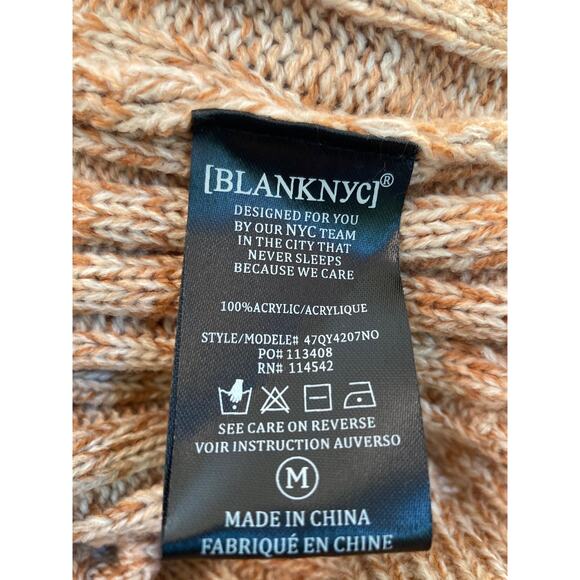 [BLANKNYC]®
DESIGNED FOR YOU
BY OUR NYC TEAM
IN THE CITY THAT
NEVER SLEEPS
BECAUSE WE CARE
100%ACRYLIC/ACRYLIQUE
STYLE/MODELE# 47QY4207NO
PO# 113408
RN# 114542
SEE CARE ON REVERSE
VOIR INSTRUCTION AUVERSO
M
MADE IN CHINA
FABRIQUÉ EN CHINE